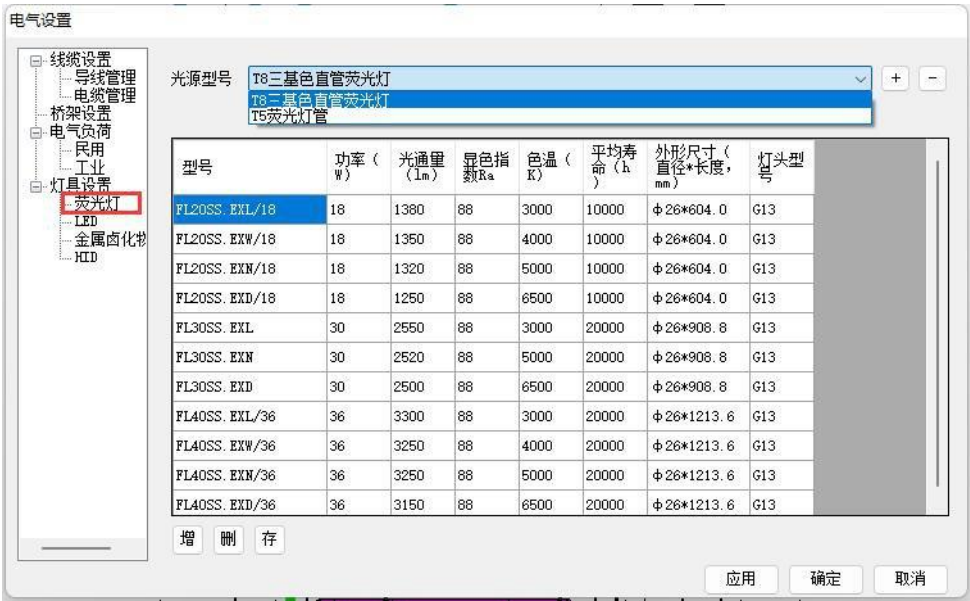 电气设置
线缆设置
导线管理
电缆管理
桥架设置
电气负荷
民用
工业
灯具设置
荧光灯
LED
金属卤化物
HID
光源型号 T8三基色直管荧光灯 + -
T8三基色直管荧光灯
T5荧光灯管
型号 功率(W) 光通量(lm) 显色指数Ra 色温(K) 平均寿命(h) 外形尺寸(直径*长度,mm) 灯头型号
FL20SS.EXL/18 18 1380 88 3000 10000 φ26*604.0 G13
FL20SS.EXW/18 18 1350 88 4000 10000 φ26*604.0 G13
FL20SS.EXN/18 18 1320 88 5000 10000 φ26*604.0 G13
FL20SS.EXD/18 18 1250 88 6500 10000 φ26*604.0 G13
FL30SS.EXL 30 2550 88 3000 20000 φ26*908.8 G13
FL30SS.EXN 30 2520 88 5000 20000 φ26*908.8 G13
FL30SS.EXD 30 2500 88 6500 20000 φ26*908.8 G13
FL40SS.EXL/36 36 3300 88 3000 20000 φ26*1213.6 G13
FL40SS.EXW/36 36 3250 88 4000 20000 φ26*1213.6 G13
FL40SS.EXN/36 36 3250 88 5000 20000 φ26*1213.6 G13
FL40SS.EXD/36 36 3150 88 6500 20000 φ26*1213.6 G13
增 删 存
应用 确定 取消